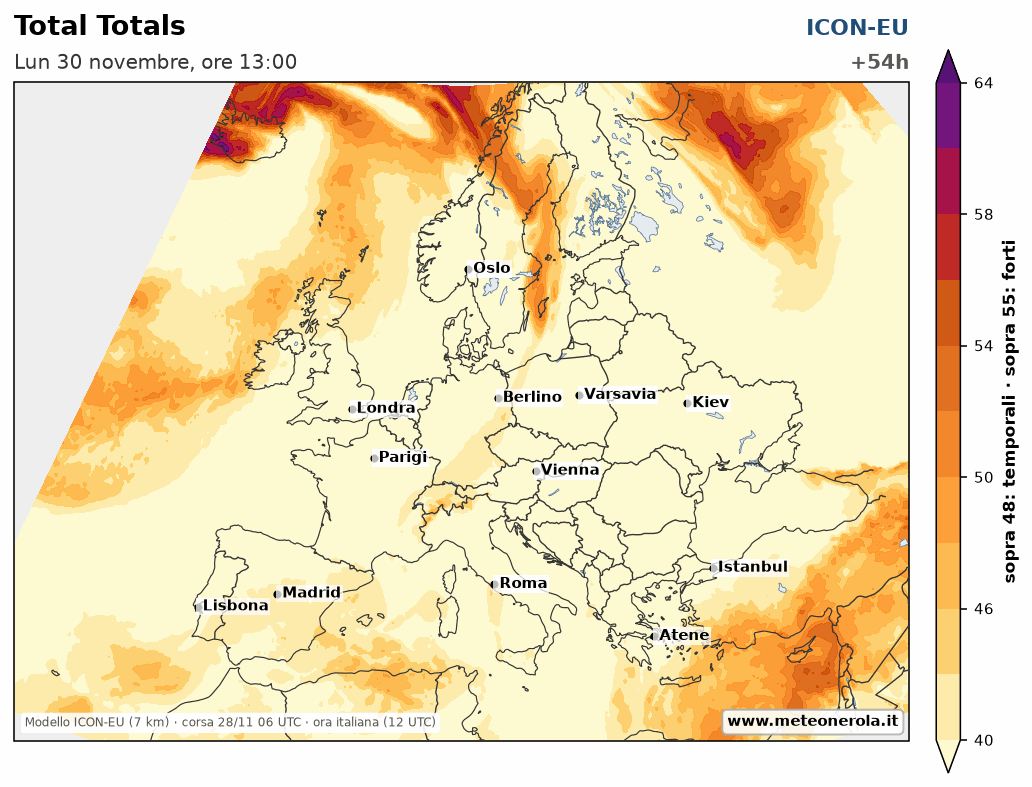 Total Totals
ICON-EU
Lun 30 novembre, ore 13:00
+54h
64
58
54
50
46
40
sopra 48: temporali · sopra 55: forti
Oslo
Berlino
Varsavia
Kiev
Londra
Parigi
Vienna
Istanbul
Roma
Madrid
Lisbona
Atene
Modello ICON-EU (7 km) · corsa 28/11 06 UTC · ora italiana (12 UTC)
www.meteonerola.it